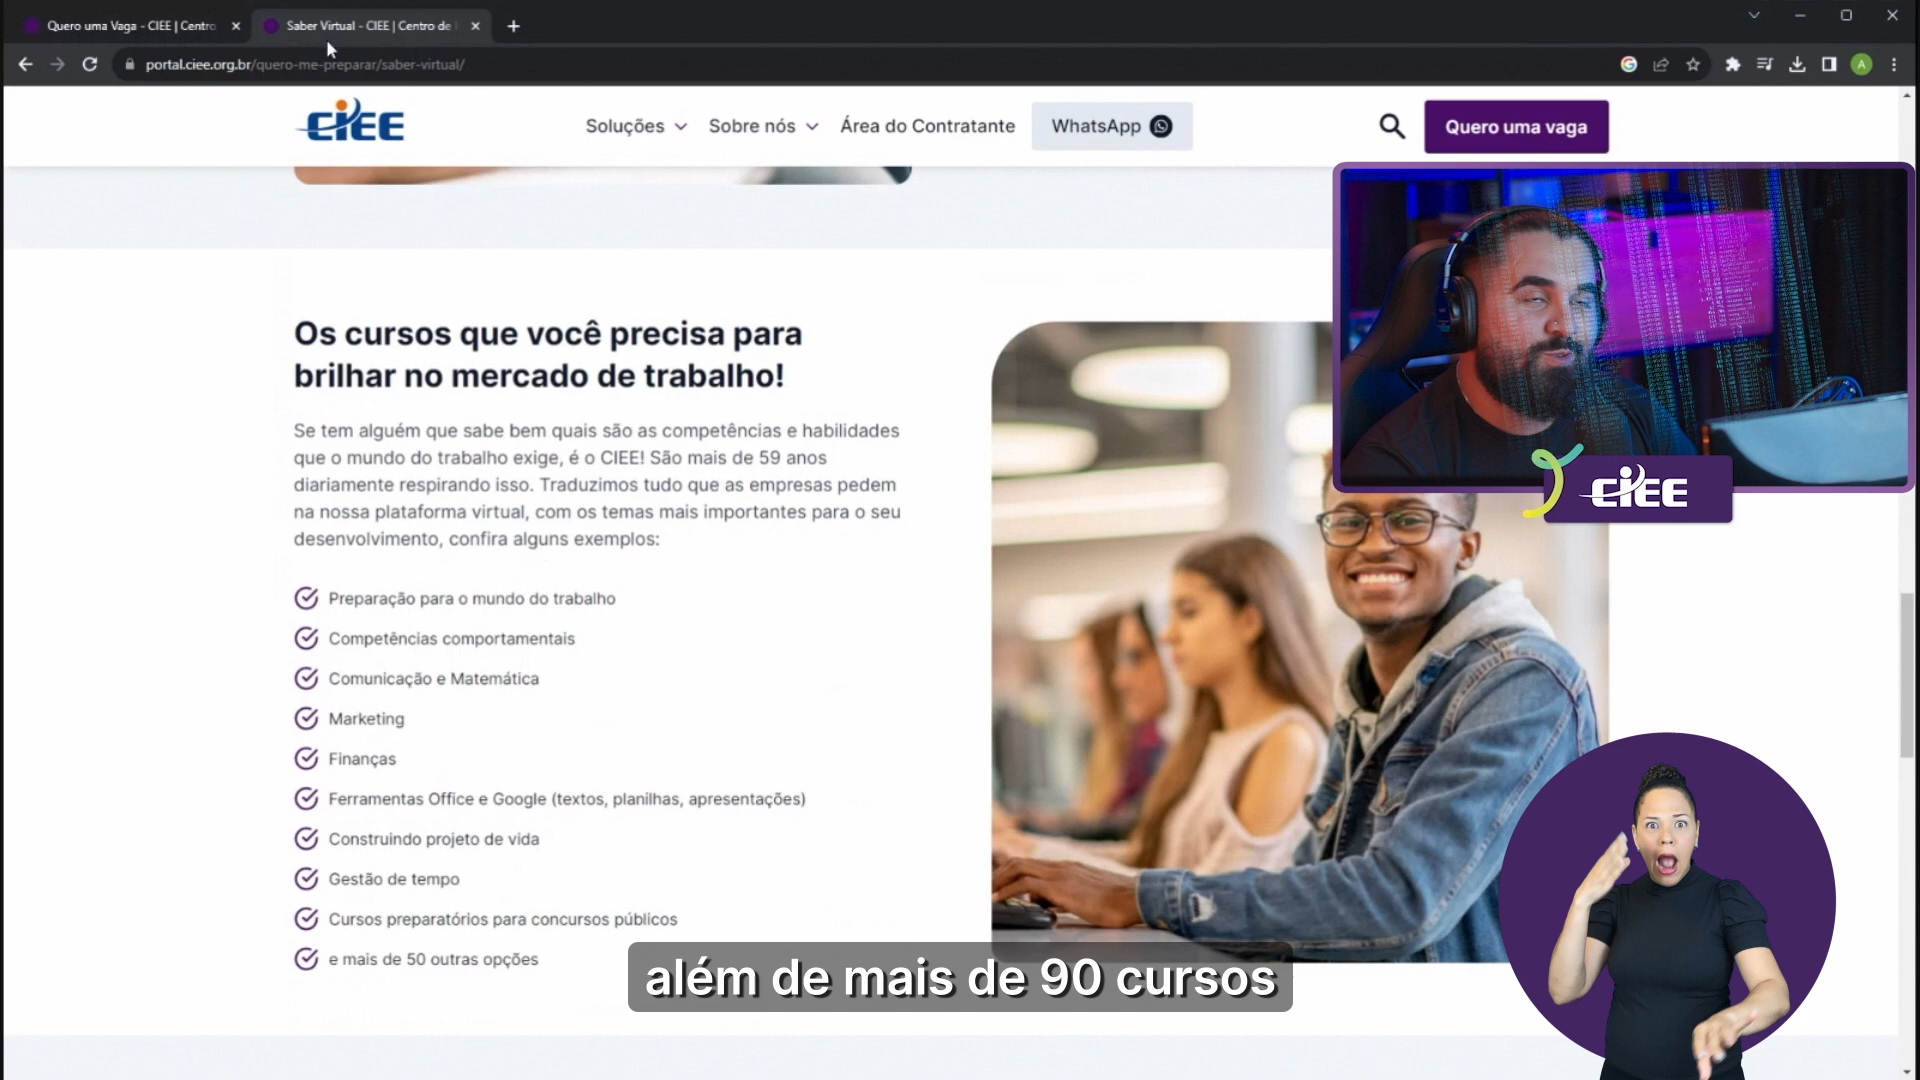 Quero uma Vaga - CIEE | Centro
Saber Virtual - CIEE | Centro de
portal.ciee.org.br/quero-me-preparar/saber-virtual/
A
CIEE
Soluções
Sobre nós
Área do Contratante
WhatsApp
Quero uma vaga
Os cursos que você precisa para
brilhar no mercado de trabalho!
Se tem alguém que sabe bem quais são as competências e habilidades
que o mundo do trabalho exige, é o CIEE! São mais de 59 anos
diariamente respirando isso. Traduzimos tudo que as empresas pedem
na nossa plataforma virtual, com os temas mais importantes para o seu
desenvolvimento, confira alguns exemplos:
Preparação para o mundo do trabalho
Competências comportamentais
Comunicação e Matemática
Marketing
Finanças
Ferramentas Office e Google (textos, planilhas, apresentações)
Construindo projeto de vida
Gestão de tempo
Cursos preparatórios para concursos públicos
e mais de 50 outras opções
CIEE
além de mais de 90 cursos